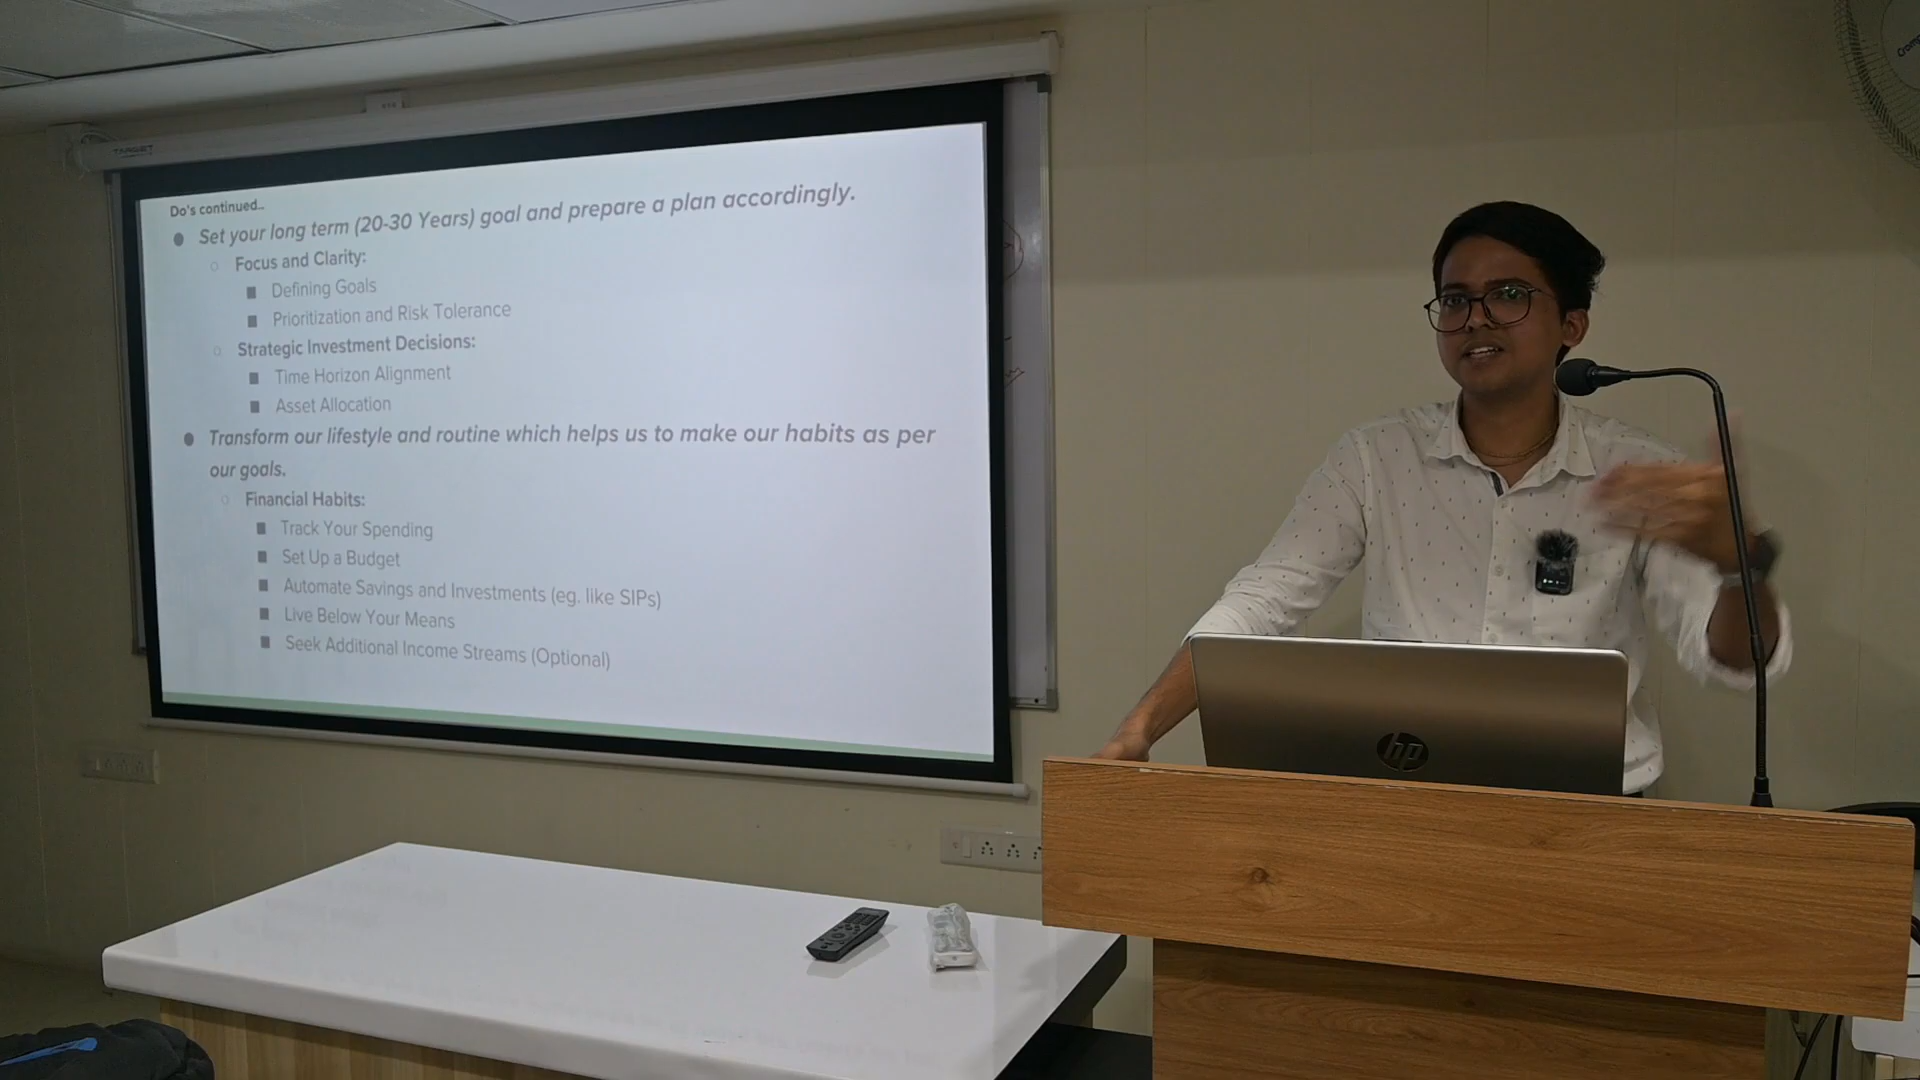 TARGET
Do's continued..
● Set your long term (20-30 Years) goal and prepare a plan accordingly.
○ Focus and Clarity:
■ Defining Goals
■ Prioritization and Risk Tolerance
○ Strategic Investment Decisions:
■ Time Horizon Alignment
■ Asset Allocation
● Transform our lifestyle and routine which helps us to make our habits as per
our goals.
○ Financial Habits:
■ Track Your Spending
■ Set Up a Budget
■ Automate Savings and Investments (eg. like SIPs)
■ Live Below Your Means
■ Seek Additional Income Streams (Optional)
hp